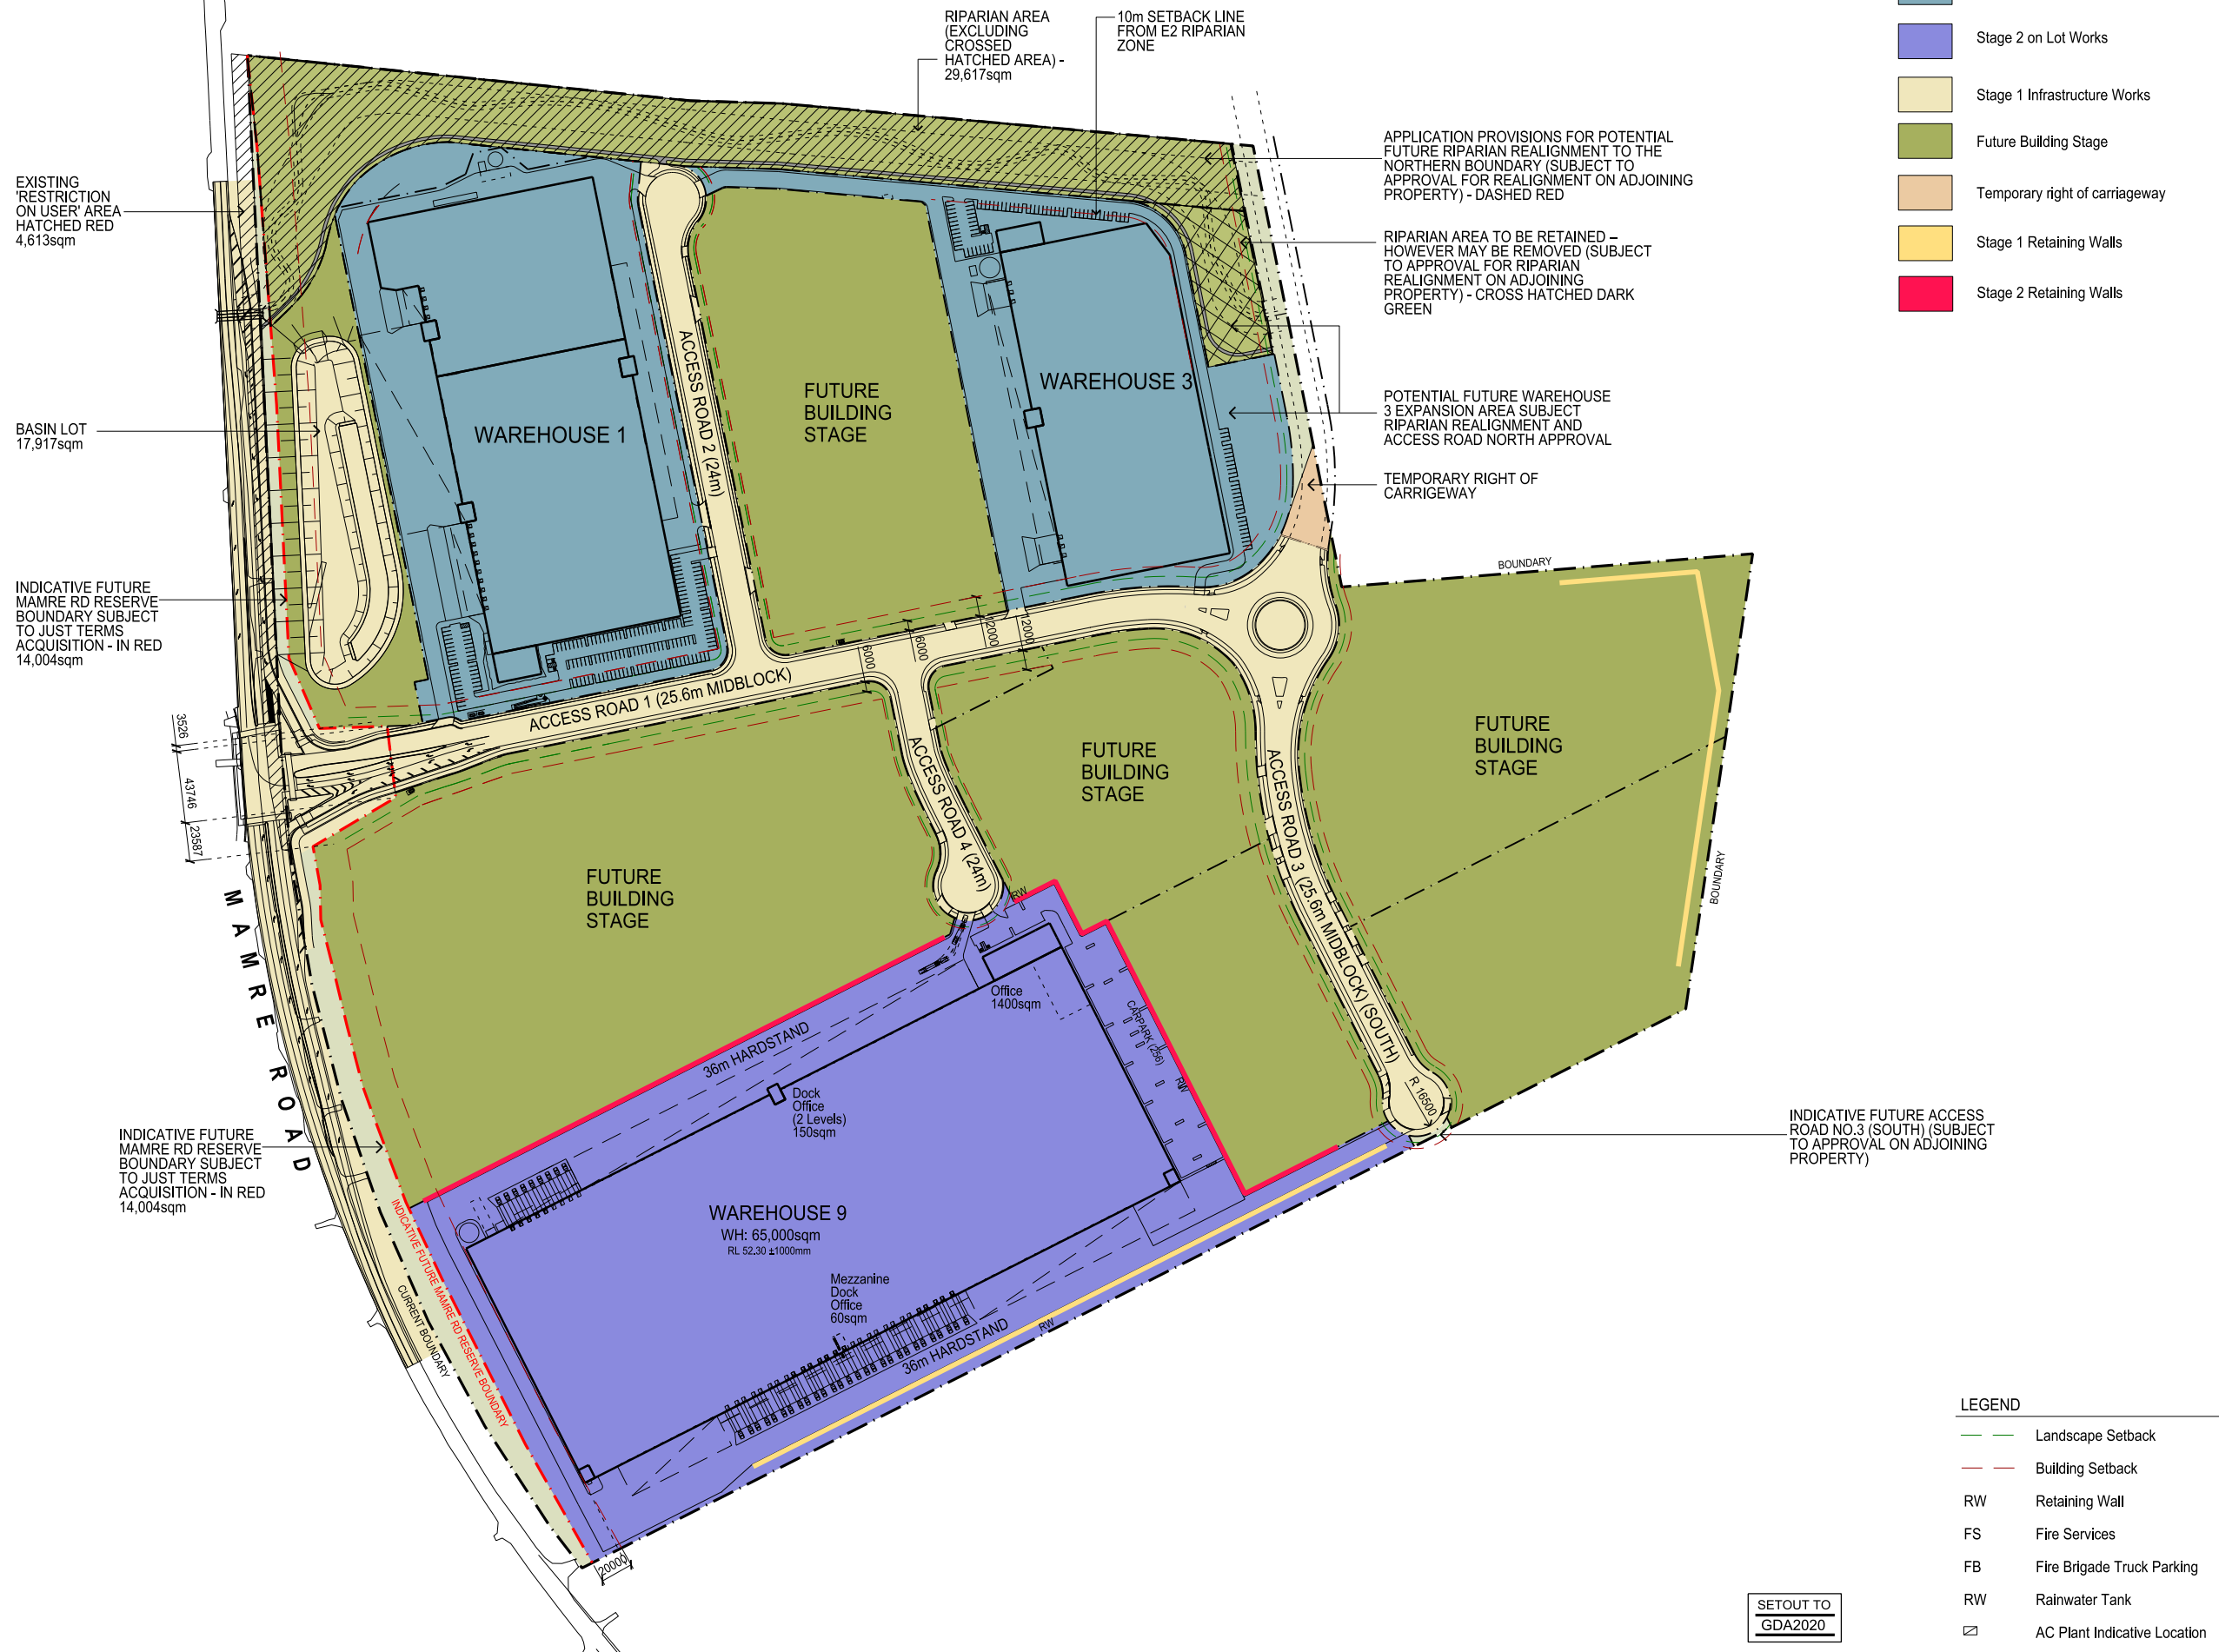 RIPARIAN AREA
(EXCLUDING
CROSSED
HATCHED AREA) -
29,617sqm
10m SETBACK LINE
FROM E2 RIPARIAN
ZONE
Stage 2 on Lot Works
Stage 1 Infrastructure Works
Future Building Stage
Temporary right of carriageway
Stage 1 Retaining Walls
Stage 2 Retaining Walls
APPLICATION PROVISIONS FOR POTENTIAL
FUTURE RIPARIAN REALIGNMENT TO THE
NORTHERN BOUNDARY (SUBJECT TO
APPROVAL FOR REALIGNMENT ON ADJOINING
PROPERTY) - DASHED RED
EXISTING
'RESTRICTION
ON USER' AREA
HATCHED RED
4,613sqm
RIPARIAN AREA TO BE RETAINED –
HOWEVER MAY BE REMOVED (SUBJECT
TO APPROVAL FOR RIPARIAN
REALIGNMENT ON ADJOINING
PROPERTY) - CROSS HATCHED DARK
GREEN
POTENTIAL FUTURE WAREHOUSE
3 EXPANSION AREA SUBJECT
RIPARIAN REALIGNMENT AND
ACCESS ROAD NORTH APPROVAL
TEMPORARY RIGHT OF
CARRIGEWAY
BASIN LOT
17,917sqm
WAREHOUSE 1
ACCESS ROAD 2 (24m)
FUTURE
BUILDING
STAGE
WAREHOUSE 3
INDICATIVE FUTURE
MAMRE RD RESERVE
BOUNDARY SUBJECT
TO JUST TERMS
ACQUISITION - IN RED
14,004sqm
BOUNDARY
6000
6000
12000
12000
ACCESS ROAD 1 (25.6m MIDBLOCK)
3526
43746
23587
ACCESS ROAD 4 (24m)
FUTURE
BUILDING
STAGE
FUTURE
BUILDING
STAGE
FUTURE
BUILDING
STAGE
ACCESS ROAD 3 (25.6m MIDBLOCK) (SOUTH)
BOUNDARY
MAMRE ROAD
RW
Office
1400sqm
CARPARK (256)
RW
36m HARDSTAND
Dock
Office
(2 Levels)
150sqm
R 16500
INDICATIVE FUTURE ACCESS
ROAD NO.3 (SOUTH) (SUBJECT
TO APPROVAL ON ADJOINING
PROPERTY)
INDICATIVE FUTURE
MAMRE RD RESERVE
BOUNDARY SUBJECT
TO JUST TERMS
ACQUISITION - IN RED
14,004sqm
WAREHOUSE 9
WH: 65,000sqm
RL 52.30 ±1000mm
Mezzanine
Dock
Office
60sqm
36m HARDSTAND
RW
INDICATIVE FUTURE MAMRE RD RESERVE BOUNDARY
CURRENT BOUNDARY
20000
LEGEND
Landscape Setback
Building Setback
RW Retaining Wall
FS Fire Services
FB Fire Brigade Truck Parking
RW Rainwater Tank
AC Plant Indicative Location
SETOUT TO
GDA2020